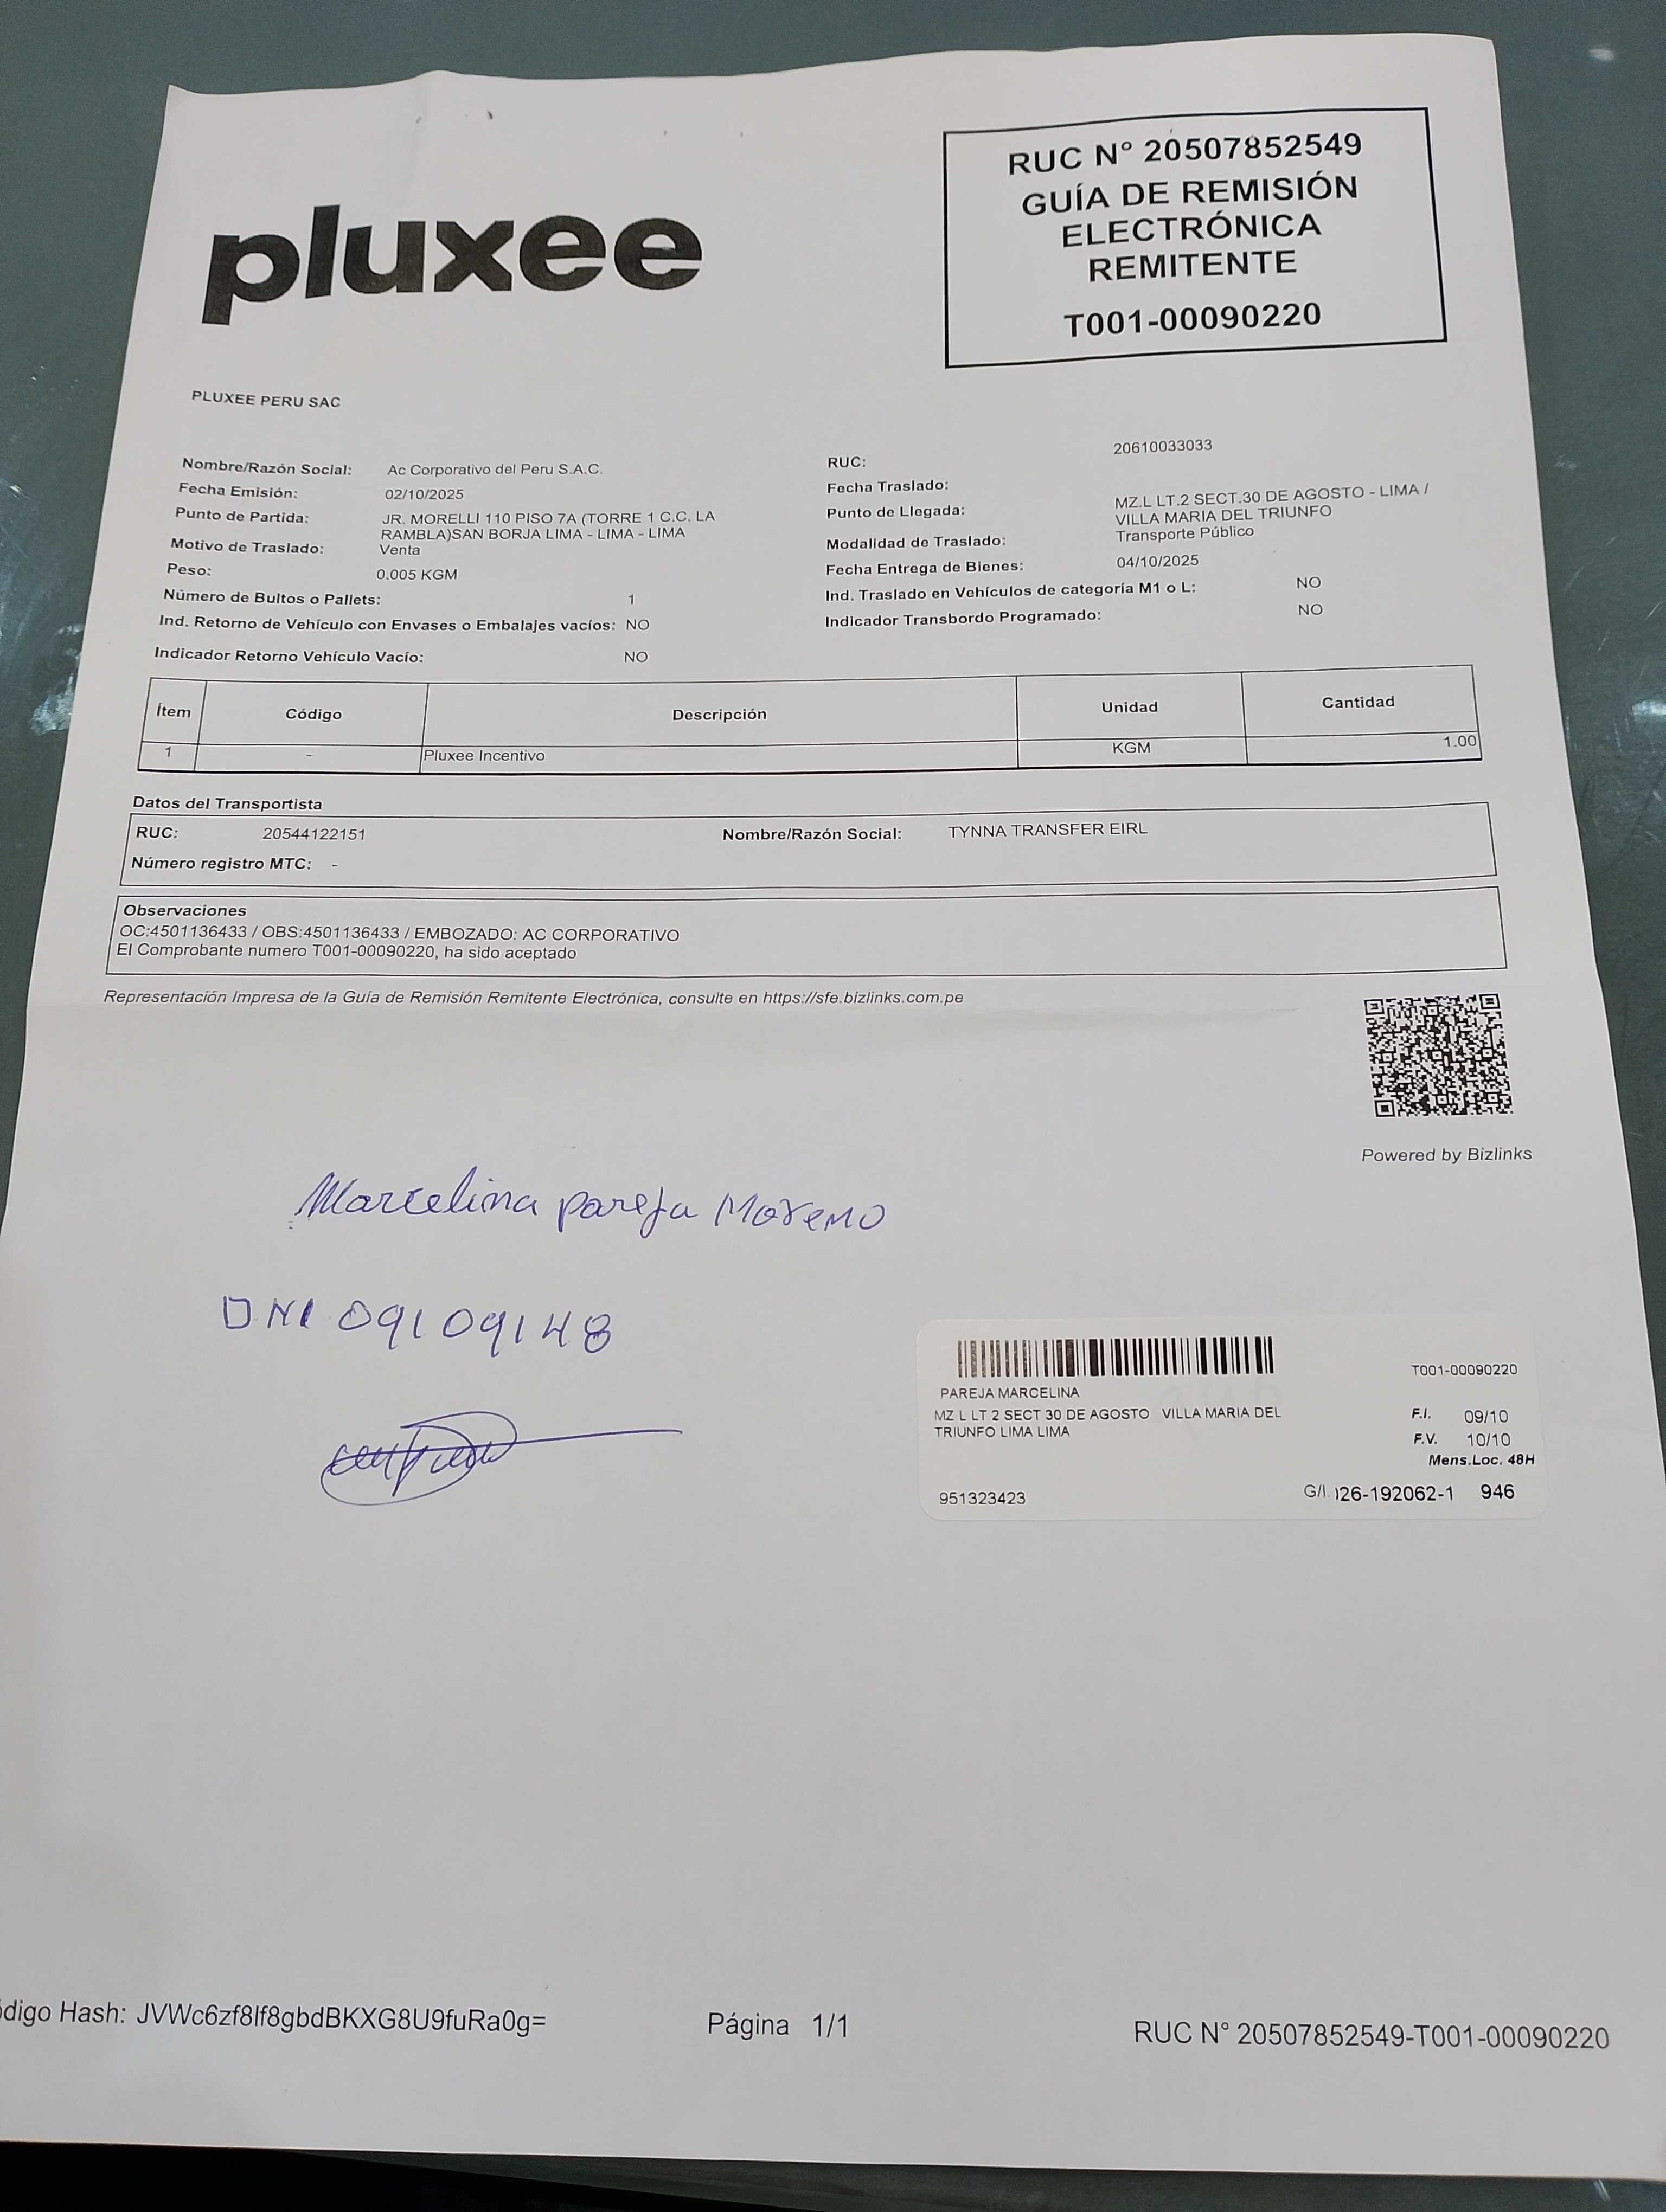 pluxee
RUC N° 20507852549
GUÍA DE REMISIÓN
ELECTRÓNICA
REMITENTE
T001-00090220
PLUXEE PERU SAC
Nombre/Razón Social: Ac Corporativo del Peru S.A.C.
Fecha Emisión: 02/10/2025
Punto de Partida: JR. MORELLI 110 PISO 7A (TORRE 1 C.C. LA
RAMBLA)SAN BORJA LIMA - LIMA - LIMA
Motivo de Traslado: Venta
Peso: 0.005 KGM
Número de Bultos o Pallets: 1
Ind. Retorno de Vehículo con Envases o Embalajes vacíos: NO
Indicador Retorno Vehículo Vacío: NO
RUC: 20610033033
Fecha Traslado:
Punto de Llegada: MZ.L LT.2 SECT.30 DE AGOSTO - LIMA /
VILLA MARIA DEL TRIUNFO
Modalidad de Traslado: Transporte Público
Fecha Entrega de Bienes: 04/10/2025
Ind. Traslado en Vehículos de categoría M1 o L: NO
Indicador Transbordo Programado: NO
Ítem Código Descripción Unidad Cantidad
1 - Pluxee Incentivo KGM 1.00
Datos del Transportista
RUC: 20544122151 Nombre/Razón Social: TYNNA TRANSFER EIRL
Número registro MTC: -
Observaciones
OC:4501136433 / OBS:4501136433 / EMBOZADO: AC CORPORATIVO
El Comprobante numero T001-00090220, ha sido aceptado
Representación Impresa de la Guía de Remisión Remitente Electrónica, consulte en https://sfe.bizlinks.com.pe
Powered by Bizlinks
Marcelina pareja Moreno
DNI 09109148
T001-00090220
PAREJA MARCELINA
MZ L LT 2 SECT 30 DE AGOSTO VILLA MARIA DEL
TRIUNFO LIMA LIMA
F.I. 09/10
F.V. 10/10
Mens.Loc. 48H
951323423 G/I. 026-192062-1 946
ódigo Hash: JVWc6zf8lf8gbdBKXG8U9fuRa0g= Página 1/1 RUC N° 20507852549-T001-00090220